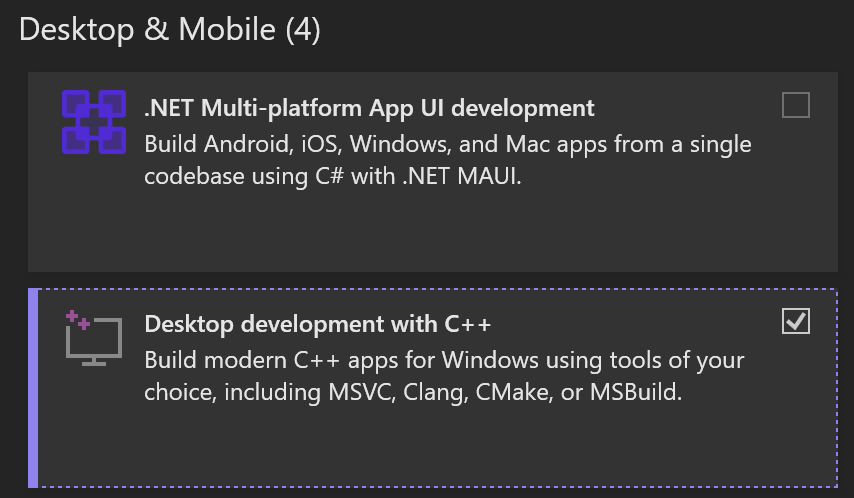 Desktop & Mobile (4)
.NET Multi-platform App UI development
Build Android, iOS, Windows, and Mac apps from a single
codebase using C# with .NET MAUI.
Desktop development with C++
Build modern C++ apps for Windows using tools of your
choice, including MSVC, Clang, CMake, or MSBuild.